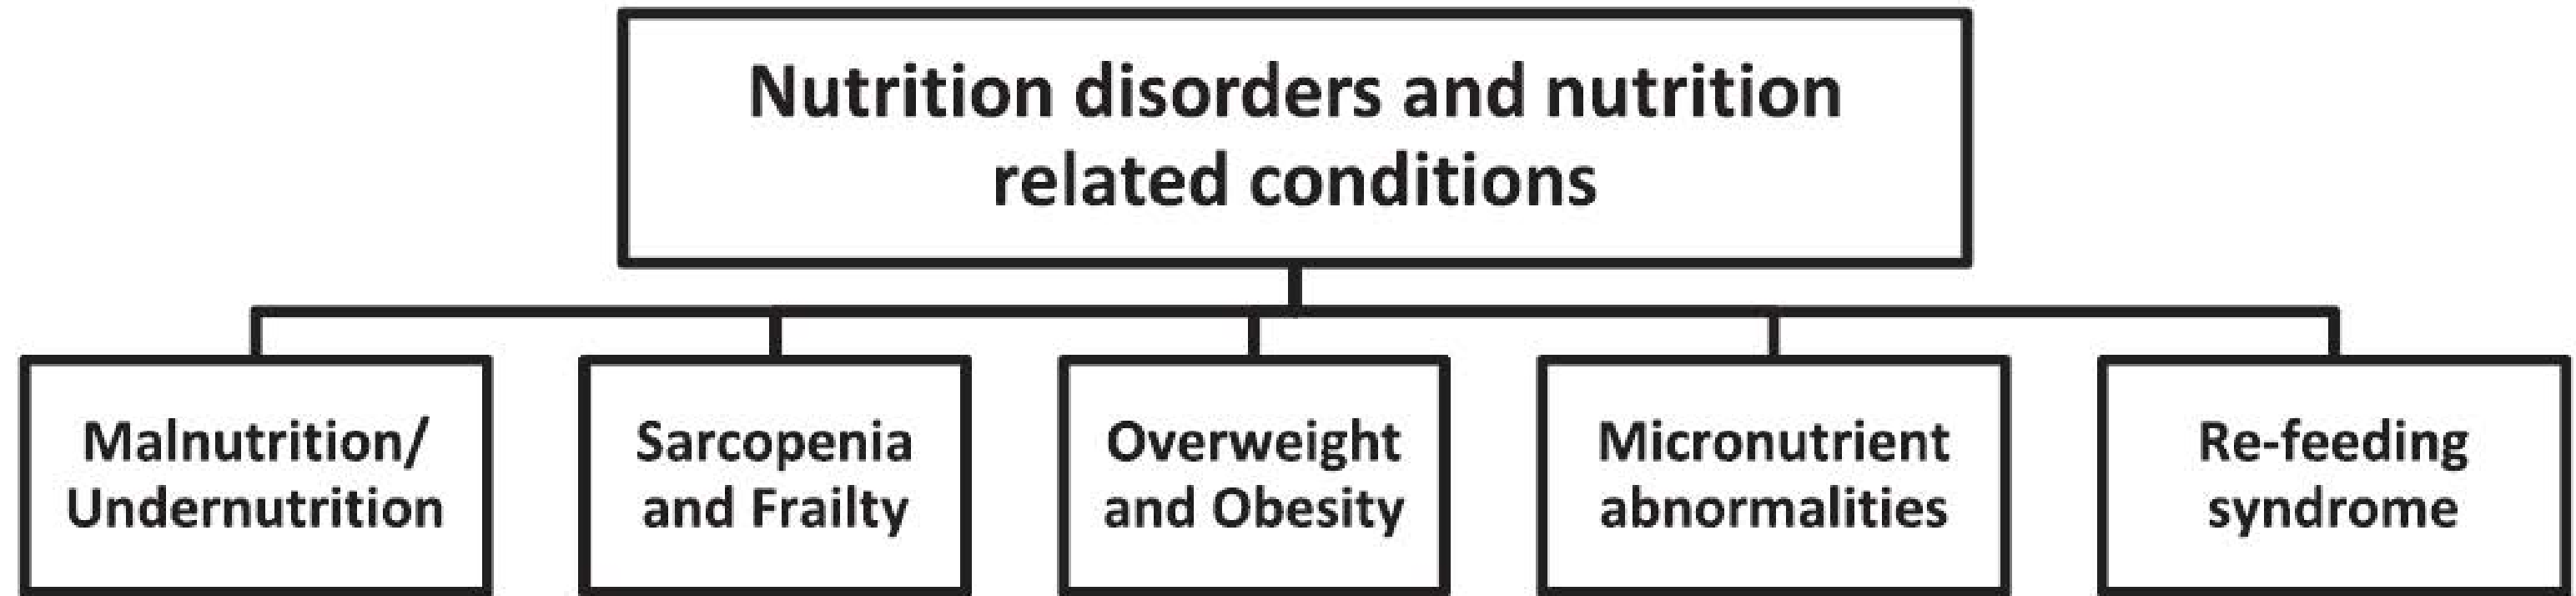 Nutrition disorders and nutrition
related conditions
Malnutrition/
Undernutrition
Sarcopenia
and Frailty
Overweight
and Obesity
Micronutrient
abnormalities
Re-feeding
syndrome